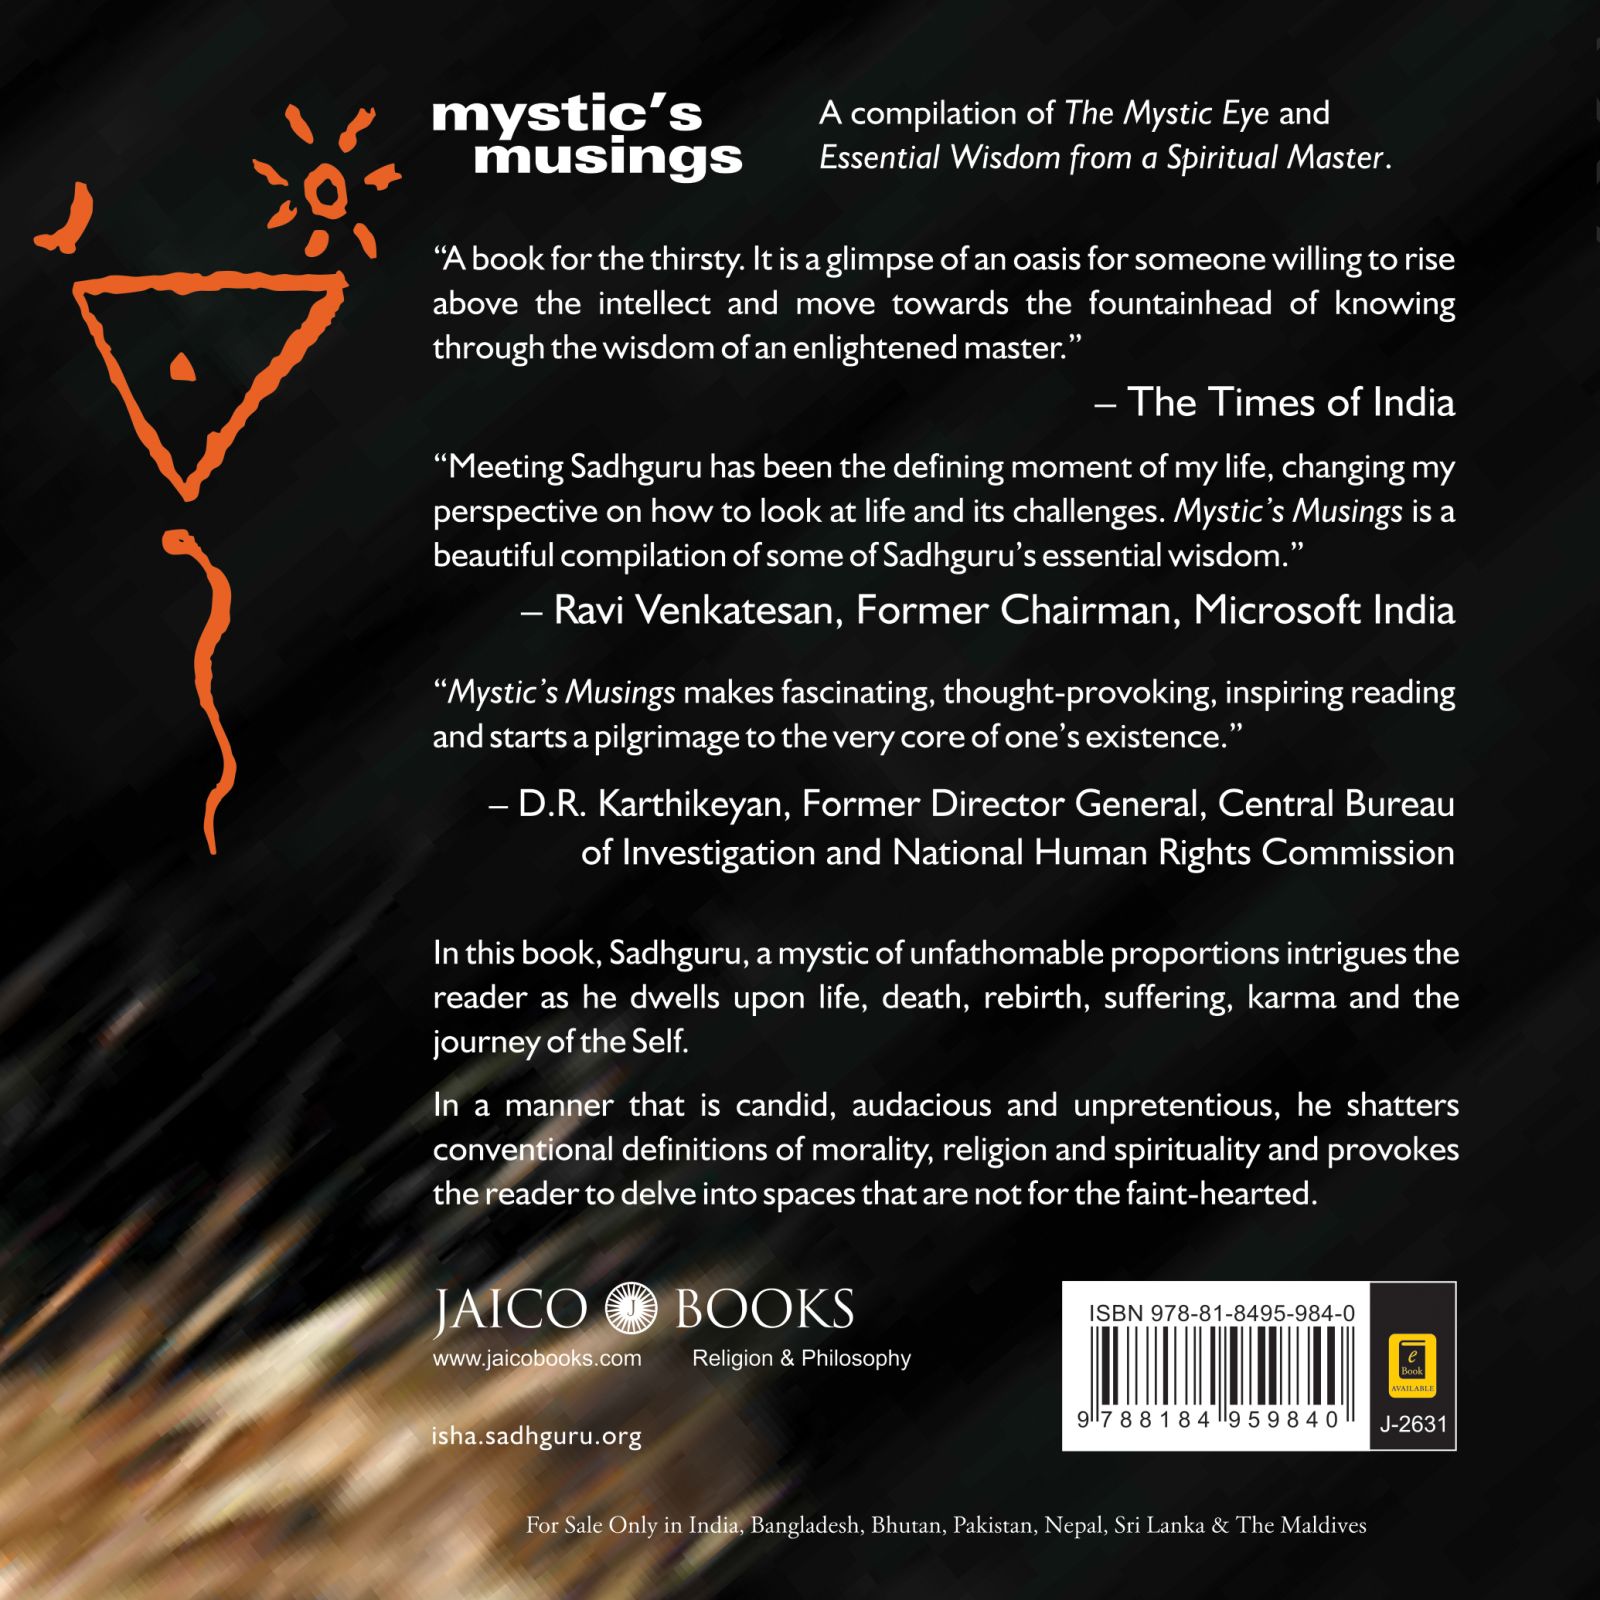 mystic's
musings
A compilation of The Mystic Eye and
Essential Wisdom from a Spiritual Master.
“A book for the thirsty. It is a glimpse of an oasis for someone willing to rise
above the intellect and move towards the fountainhead of knowing
through the wisdom of an enlightened master.”
– The Times of India
“Meeting Sadhguru has been the defining moment of my life, changing my
perspective on how to look at life and its challenges. Mystic’s Musings is a
beautiful compilation of some of Sadhguru’s essential wisdom.”
– Ravi Venkatesan, Former Chairman, Microsoft India
“Mystic’s Musings makes fascinating, thought-provoking, inspiring reading
and starts a pilgrimage to the very core of one’s existence.”
– D.R. Karthikeyan, Former Director General, Central Bureau
of Investigation and National Human Rights Commission
In this book, Sadhguru, a mystic of unfathomable proportions intrigues the
reader as he dwells upon life, death, rebirth, suffering, karma and the
journey of the Self.
In a manner that is candid, audacious and unpretentious, he shatters
conventional definitions of morality, religion and spirituality and provokes
the reader to delve into spaces that are not for the faint-hearted.
JAICO J BOOKS
www.jaicobooks.com Religion & Philosophy
isha.sadhguru.org
ISBN 978-81-8495-984-0
9 788184 959840
e
Book
AVAILABLE
J-2631
For Sale Only in India, Bangladesh, Bhutan, Pakistan, Nepal, Sri Lanka & The Maldives